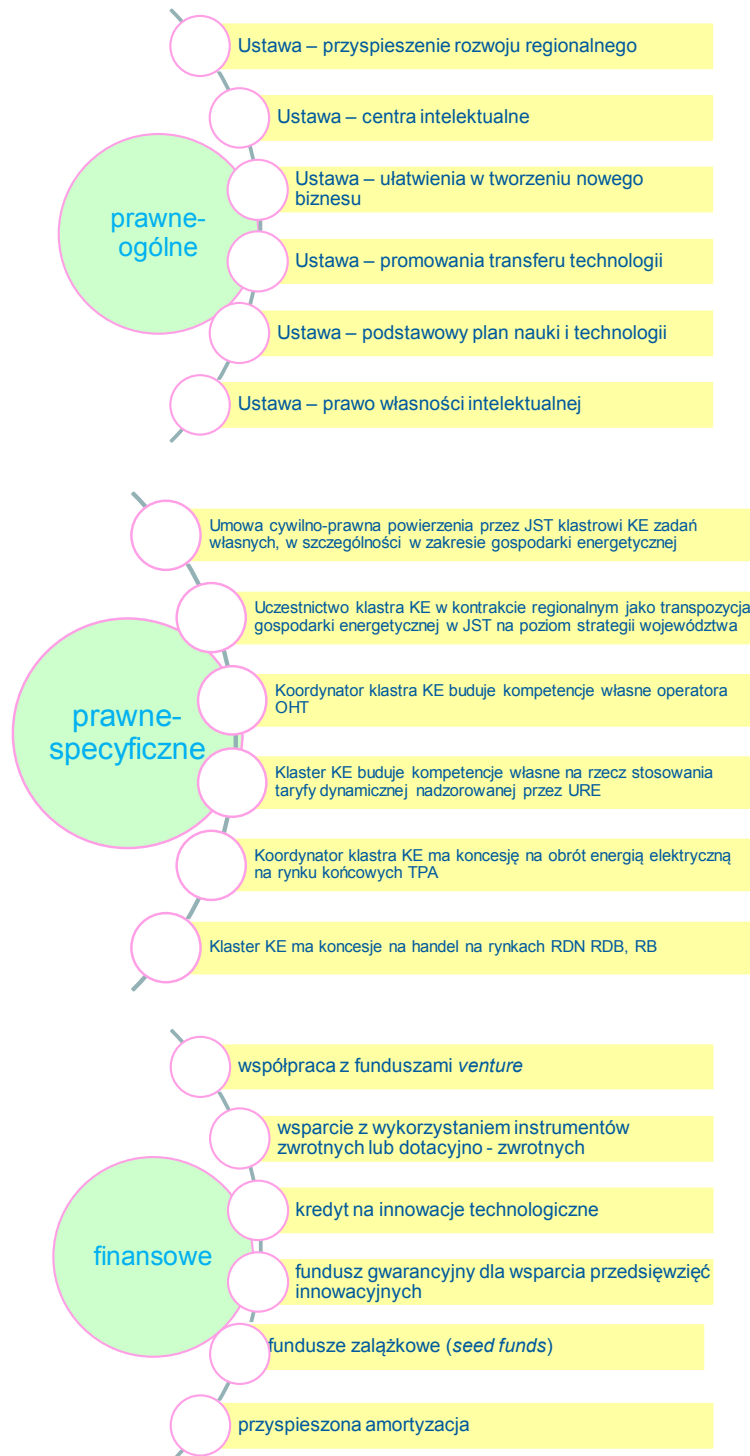 Ustawa – przyspieszenie rozwoju regionalnego
Ustawa – centra intelektualne
Ustawa – ułatwienia w tworzeniu nowego
biznesu
prawne-
ogólne
Ustawa – promowania transferu technologii
Ustawa – podstawowy plan nauki i technologii
Ustawa – prawo własności intelektualnej
Umowa cywilno-prawna powierzenia przez JST klastrowi KE zadań
własnych, w szczególności w zakresie gospodarki energetycznej
Uczestnictwo klastra KE w kontrakcie regionalnym jako transpozycja
gospodarki energetycznej w JST na poziom strategii województwa
Koordynator klastra KE buduje kompetencje własne operatora
OHT
prawne-
specyficzne
Klaster KE buduje kompetencje własne na rzecz stosowania
taryfy dynamicznej nadzorowanej przez URE
Koordynator klastra KE ma koncesję na obrót energią elektryczną
na rynku końcowych TPA
Klaster KE ma koncesje na handel na rynkach RDN RDB, RB
współpraca z funduszami venture
wsparcie z wykorzystaniem instrumentów
zwrotnych lub dotacyjno - zwrotnych
kredyt na innowacje technologiczne
finansowe
fundusz gwarancyjny dla wsparcia przedsięwzięć
innowacyjnych
fundusze zalążkowe (seed funds)
przyspieszona amortyzacja